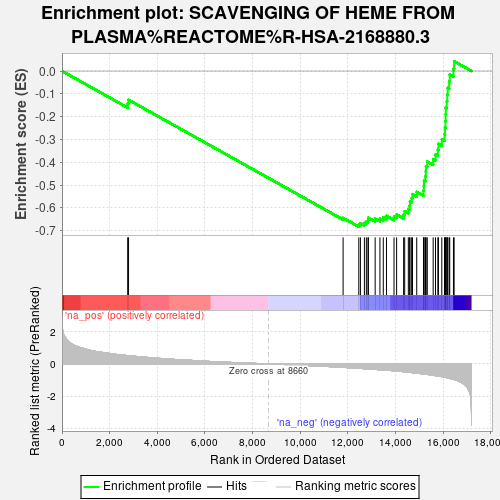 Enrichment plot: SCAVENGING OF HEME FROM
PLASMA%REACTOME%R-HSA-2168880.3
Enrichment score (ES)
0.0
-0.1
-0.2
-0.3
-0.4
-0.5
-0.6
-0.7
'na_pos' (positively correlated)
Ranked list metric (PreRanked)
2
0
-2
-4
Zero cross at 8660
'na_neg' (negatively correlated)
0
2,000
4,000
6,000
8,000
10,000
12,000
14,000
16,000
18,000
Rank in Ordered Dataset
Enrichment profile
Hits
Ranking metric scores